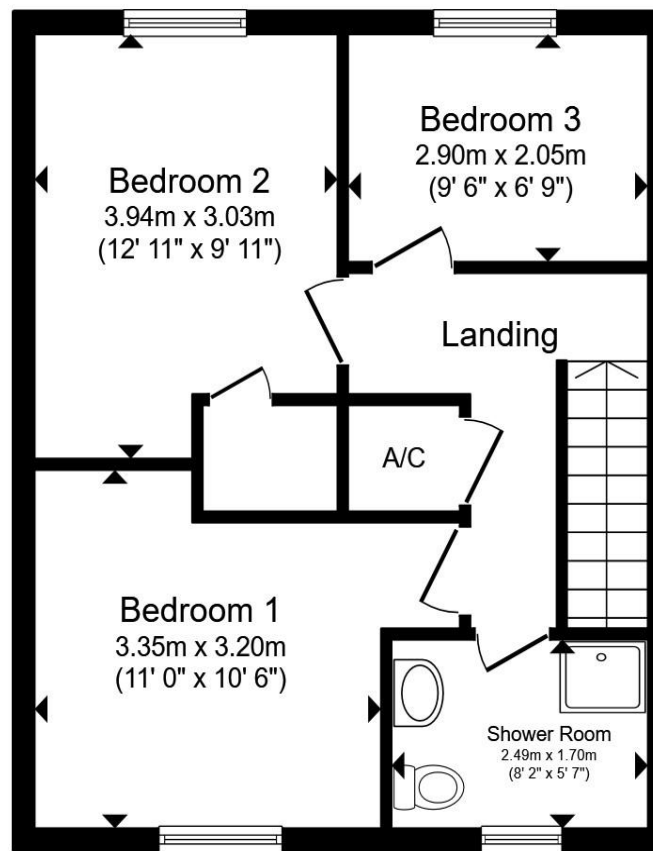 Bedroom 3
2.90m x 2.05m
(9' 6" x 6' 9")
Bedroom 2
3.94m x 3.03m
(12' 11" x 9' 11")
Landing
A/C
Bedroom 1
3.35m x 3.20m
(11' 0" x 10' 6")
Shower Room
2.49m x 1.70m
(8' 2" x 5' 7")